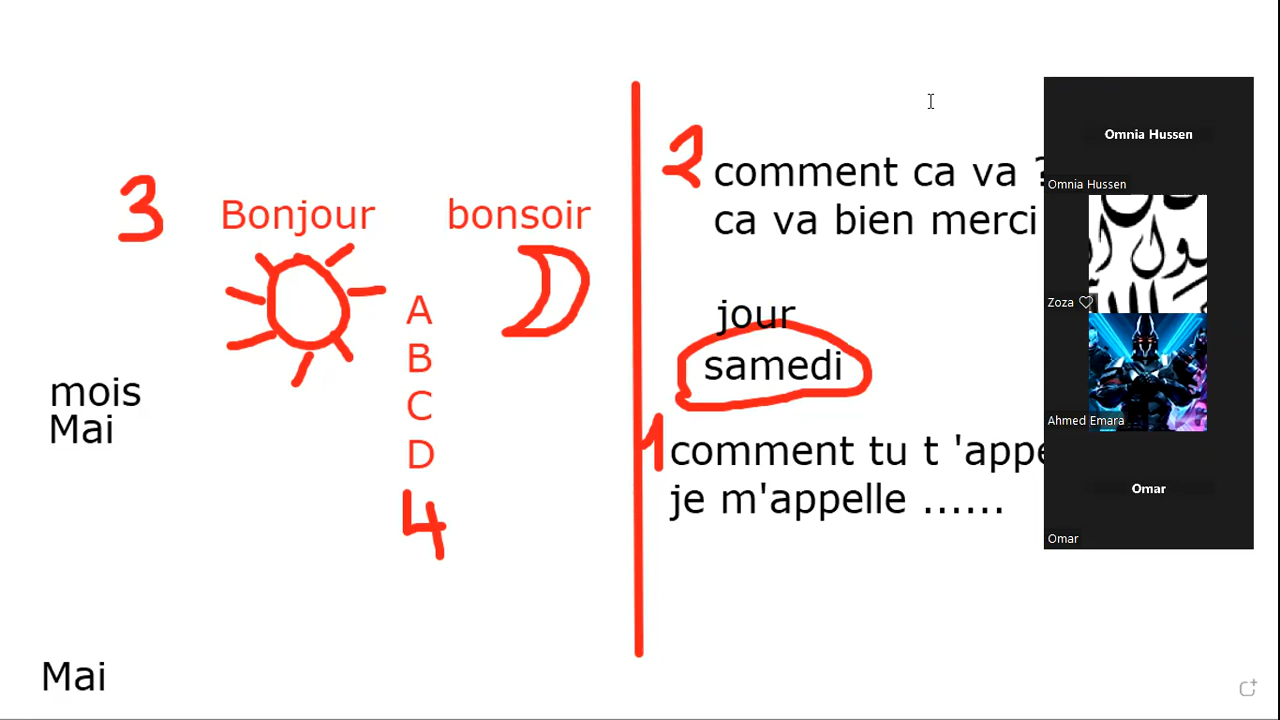 3
Bonjour bonsoir
A
B
C
D
4
mois
Mai
Mai
2
comment ca va ?
ca va bien merci
jour
samedi
1
comment tu t 'appe
je m'appelle ......
Omnia Hussen
Omnia Hussen
Zoza ♡
Ahmed Emara
Omar
Omar